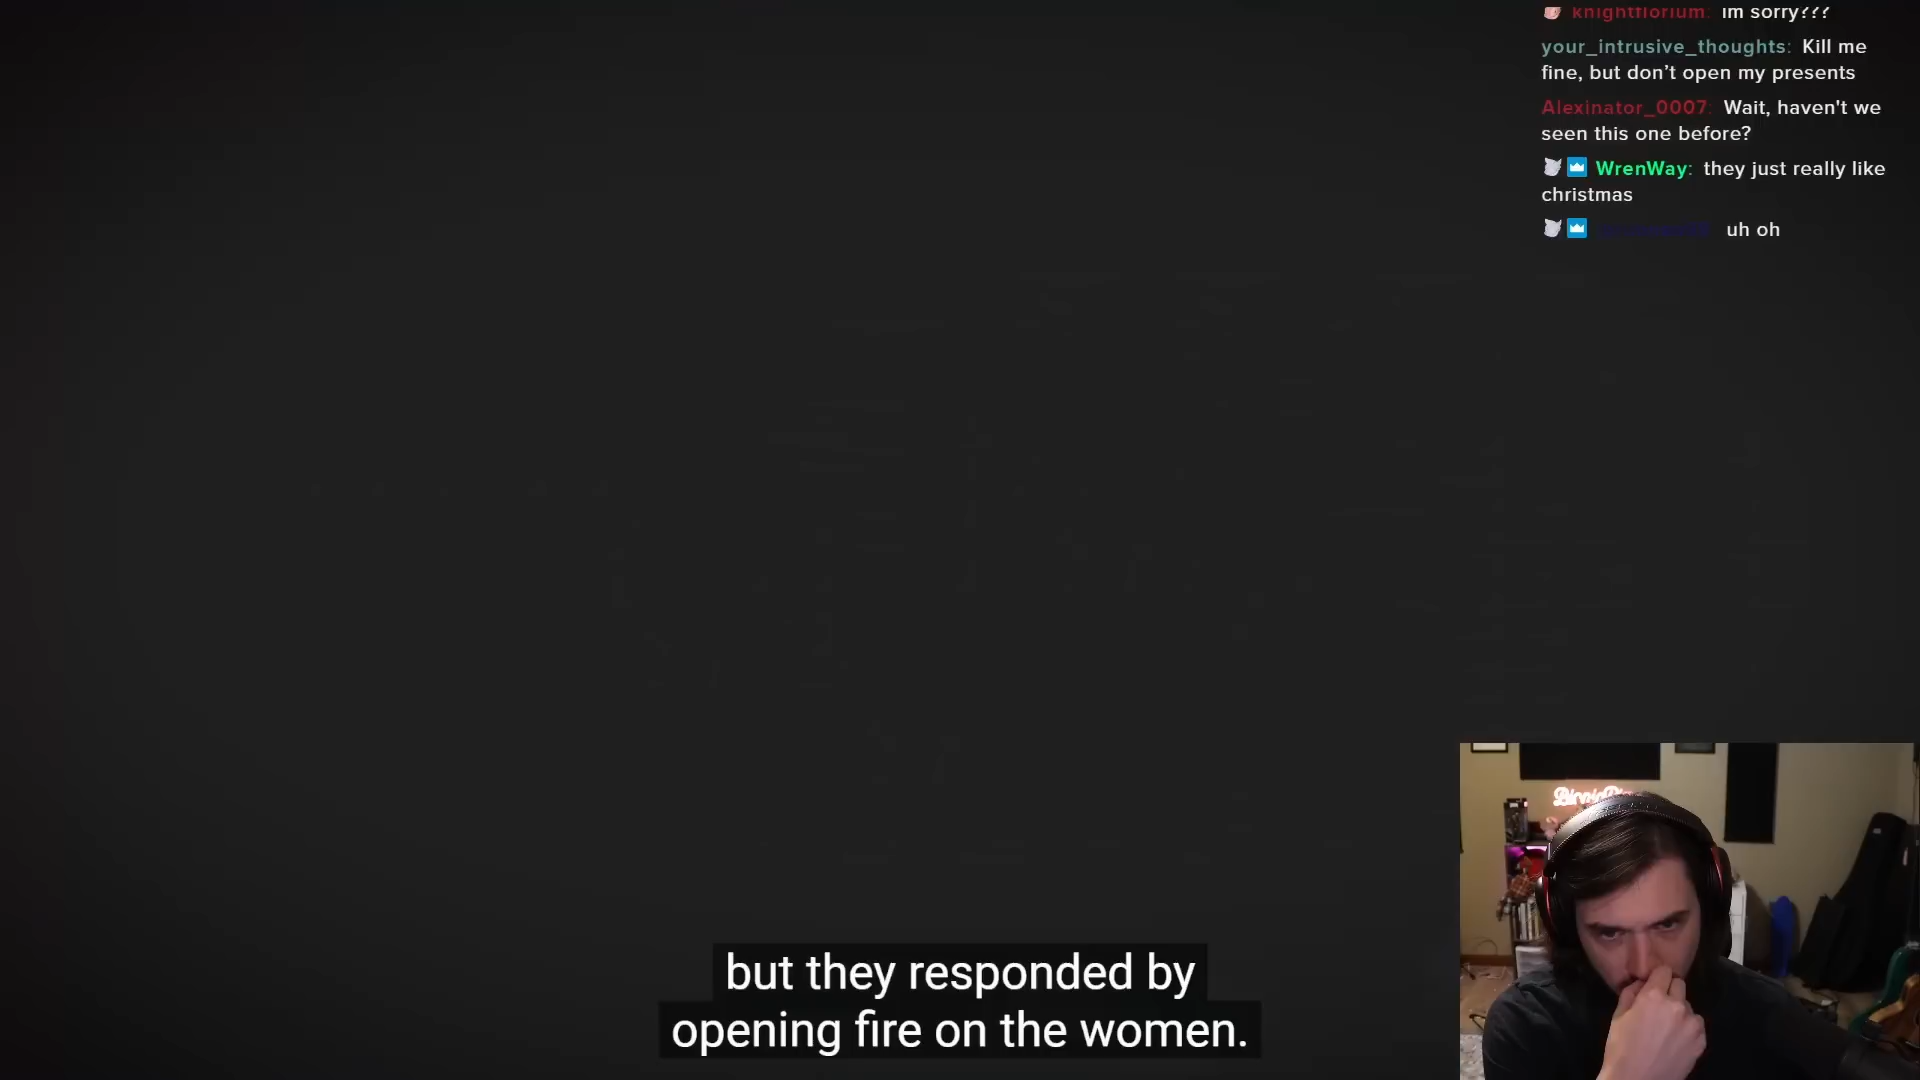 knightflorium: im sorry???
your_intrusive_thoughts: Kill me
fine, but don’t open my presents
Alexinator_0007: Wait, haven't we
seen this one before?
WrenWay: they just really like
christmas
uh oh
but they responded by
opening fire on the women.